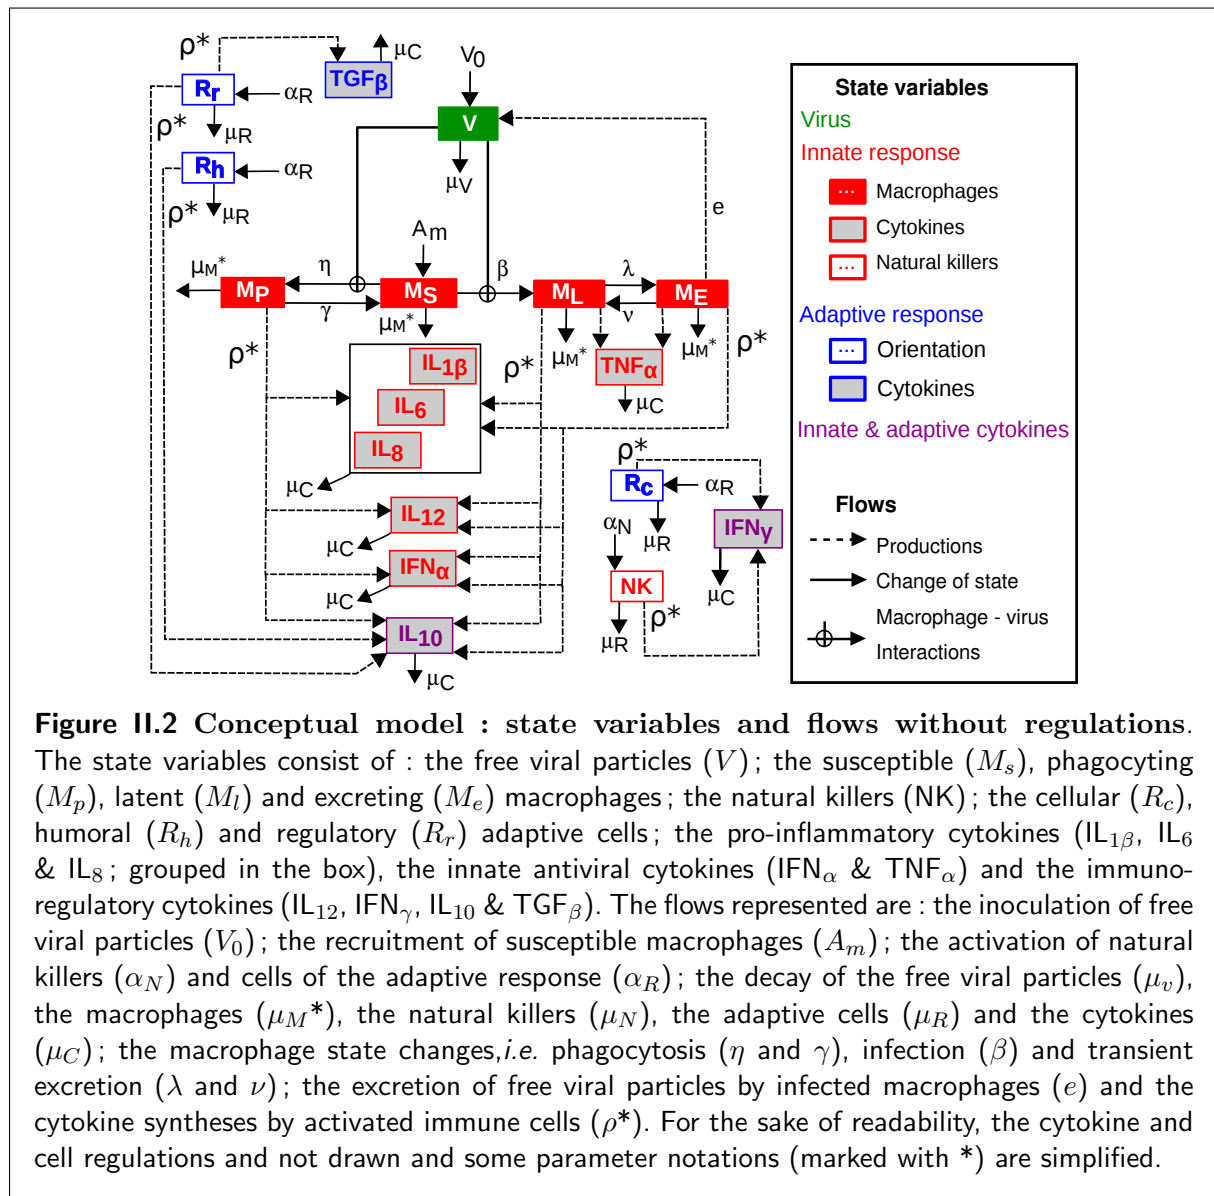 ρ*
TGFβ
μC
V0
Rr
αR
ρ*
μR
V
μV
Rh
αR
ρ*
μR
e
Am
μM*
MP
η
γ
MS
β
ML
λ
ν
ME
μM*
μM*
μM*
ρ*
ρ*
ρ*
IL1β
IL6
IL8
μC
TNFα
μC
IL12
μC
IFNα
μC
IL10
μC
ρ*
Rc
αR
μR
αN
NK
μR
ρ*
IFNγ
μC
State variables
Virus
Innate response
... Macrophages
Cytokines
... Natural killers
Adaptive response
... Orientation
Cytokines
Innate & adaptive cytokines
Flows
Productions
Change of state
Macrophage - virus
Interactions
Figure II.2 Conceptual model : state variables and flows without regulations.
The state variables consist of : the free viral particles (V) ; the susceptible (Ms), phagocyting
(Mp), latent (Ml) and excreting (Me) macrophages ; the natural killers (NK) ; the cellular (Rc),
humoral (Rh) and regulatory (Rr) adaptive cells ; the pro-inflammatory cytokines (IL1β, IL6
& IL8 ; grouped in the box), the innate antiviral cytokines (IFNα & TNFα) and the immuno-
regulatory cytokines (IL12, IFNγ, IL10 & TGFβ). The flows represented are : the inoculation of free
viral particles (V0) ; the recruitment of susceptible macrophages (Am) ; the activation of natural
killers (αN) and cells of the adaptive response (αR) ; the decay of the free viral particles (μv),
the macrophages (μM*), the natural killers (μN), the adaptive cells (μR) and the cytokines
(μC) ; the macrophage state changes,i.e. phagocytosis (η and γ), infection (β) and transient
excretion (λ and ν) ; the excretion of free viral particles by infected macrophages (e) and the
cytokine syntheses by activated immune cells (ρ*). For the sake of readability, the cytokine and
cell regulations and not drawn and some parameter notations (marked with *) are simplified.